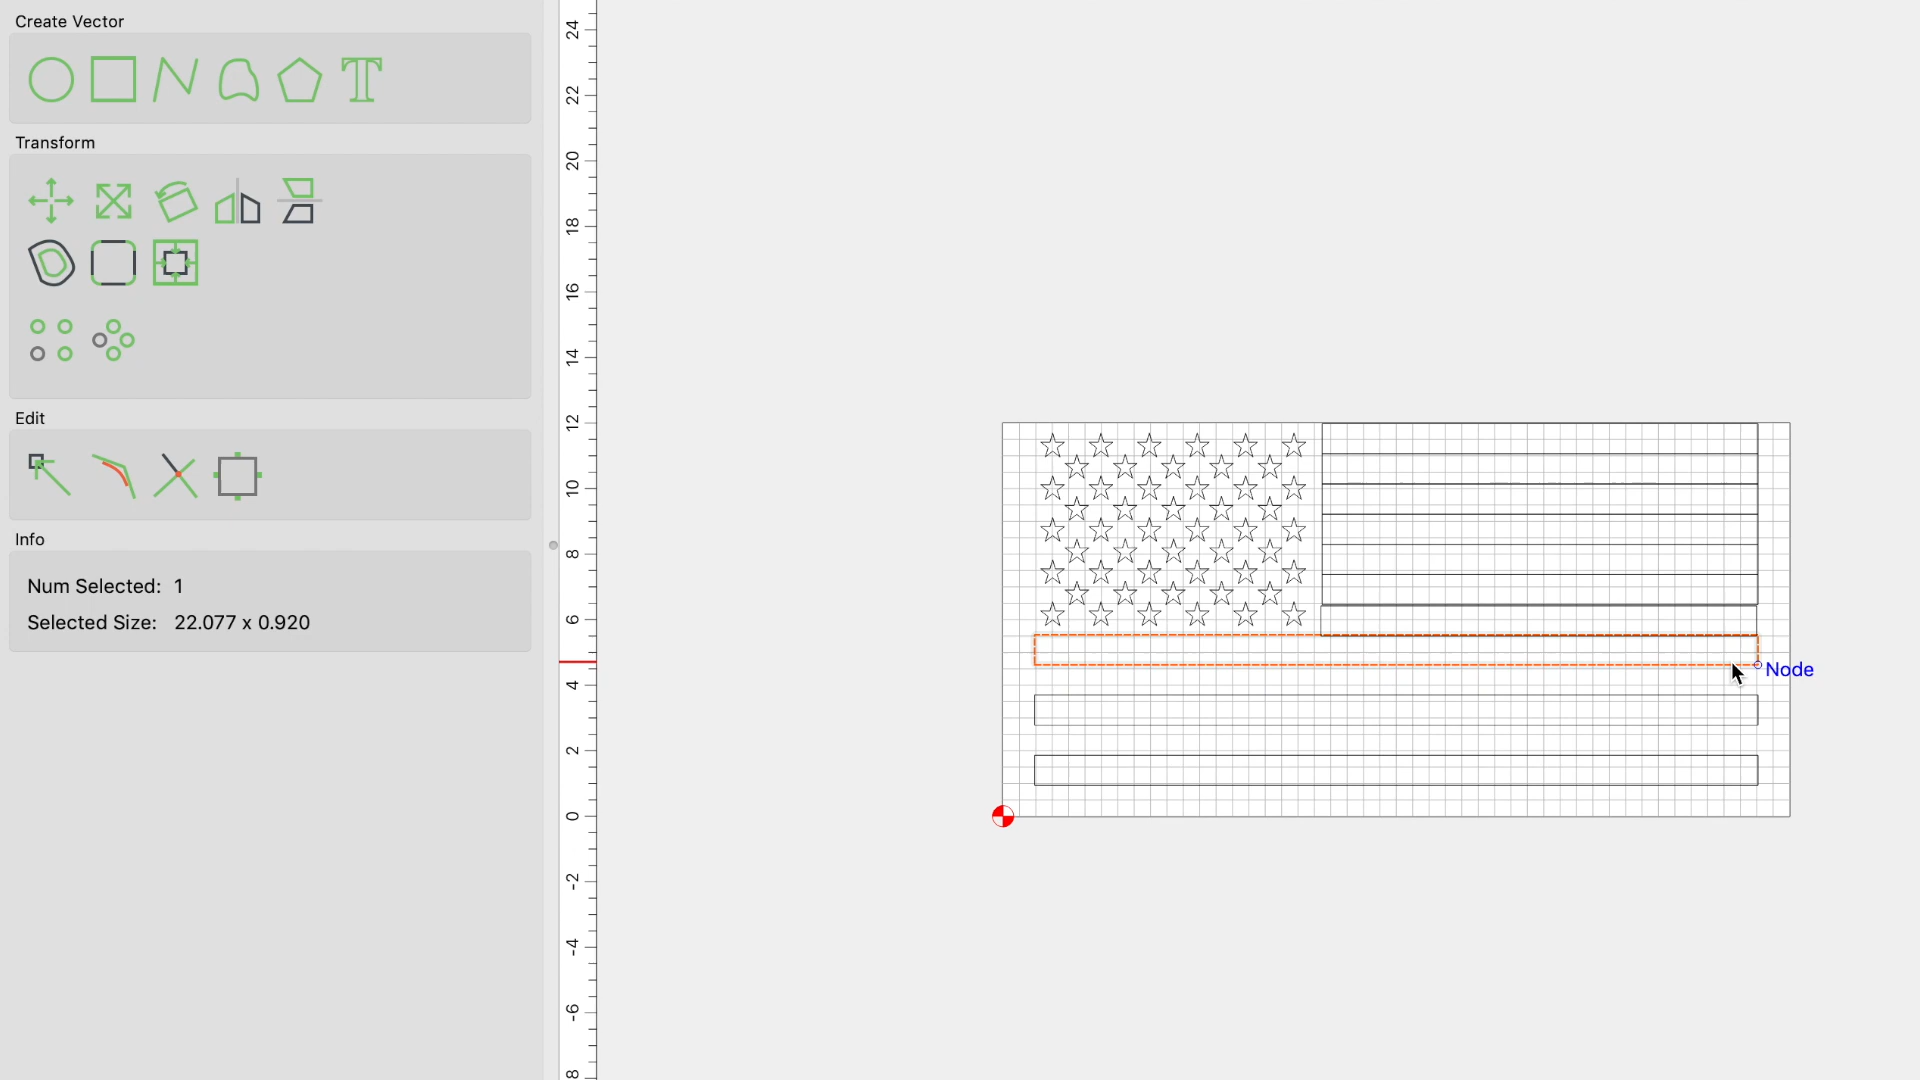 Create Vector
T
Transform
Edit
Info
Num Selected: 1
Selected Size: 22.077 x 0.920
24
22
20
18
16
14
12
10
8
6
4
2
0
-2
-4
-6
8
Node